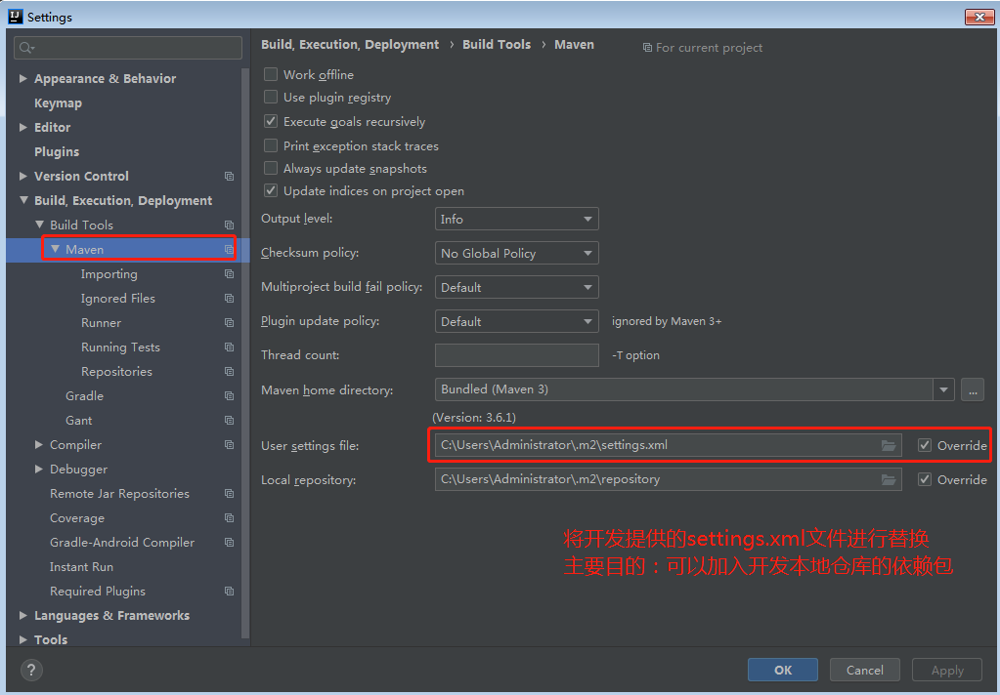 Settings
Appearance & Behavior
Keymap
Editor
Plugins
Version Control
Build, Execution, Deployment
Build Tools
Maven
Importing
Ignored Files
Runner
Running Tests
Repositories
Gradle
Gant
Compiler
Debugger
Remote Jar Repositories
Coverage
Gradle-Android Compiler
Instant Run
Required Plugins
Languages & Frameworks
Tools
?
Build, Execution, Deployment › Build Tools › Maven For current project
Work offline
Use plugin registry
Execute goals recursively
Print exception stack traces
Always update snapshots
Update indices on project open
Output level: Info
Checksum policy: No Global Policy
Multiproject build fail policy: Default
Plugin update policy: Default ignored by Maven 3+
Thread count: -T option
Maven home directory: Bundled (Maven 3) ...
(Version: 3.6.1)
User settings file: C:\Users\Administrator\.m2\settings.xml Override
Local repository: C:\Users\Administrator\.m2\repository Override
将开发提供的settings.xml文件进行替换
主要目的：可以加入开发本地仓库的依赖包
OK Cancel Apply